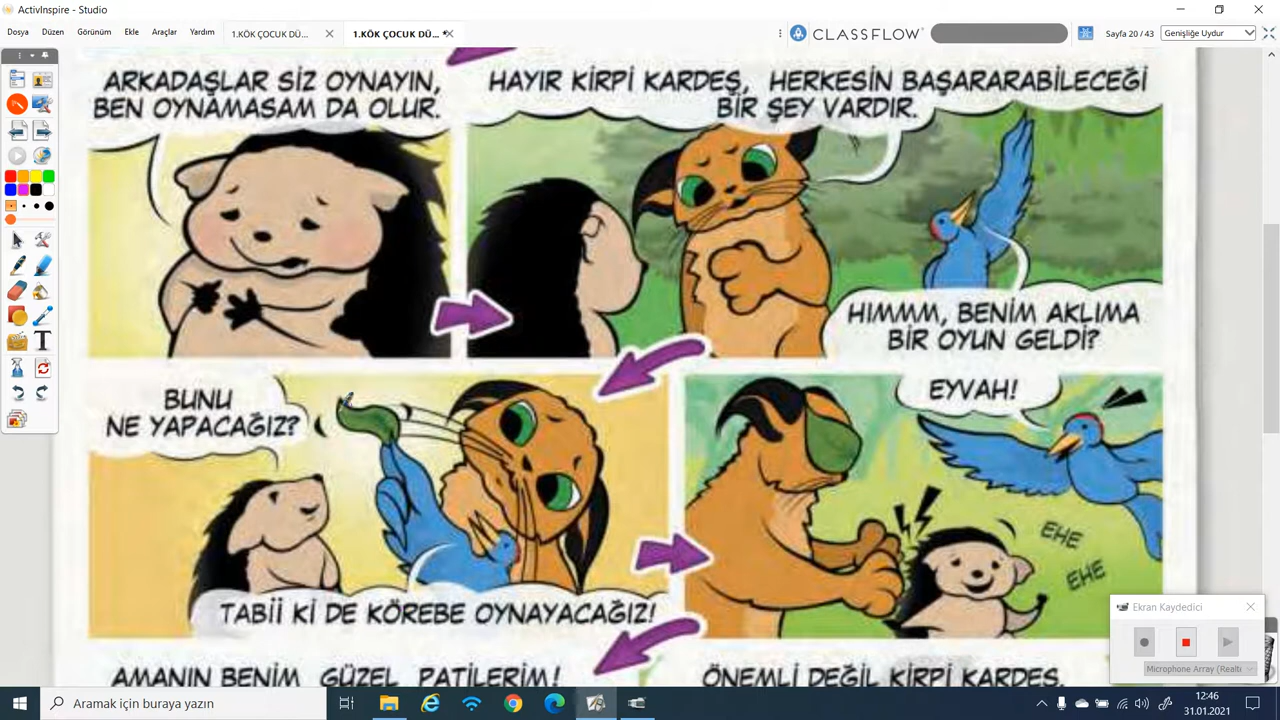 ActivInspire - Studio
Dosya Düzen Görünüm Ekle Araçlar Yardım
1.KÖK ÇOCUK DÜ...
1.KÖK ÇOCUK DÜ... *
CLASSFLOW
Sayfa 20 / 43
Genişliğe Uydur
ARKADAŞLAR SİZ OYNAYIN,
BEN OYNAMASAM DA OLUR.
HAYIR KİRPİ KARDEŞ, HERKESİN BAŞARARABİLECEĞİ
BİR ŞEY VARDIR.
HIMMM, BENİM AKLIMA
BİR OYUN GELDİ?
BUNU
NE YAPACAĞIZ?
TABİİ Kİ DE KÖREBE OYNAYACAĞIZ!
EYVAH!
EHE
EHE
AMANIN BENİM GÜZEL PATİLERİM!
ÖNEMLİ DEĞİL KİRPİ KARDEŞ.
Ekran Kaydedici
Microphone Array (Realt
Aramak için buraya yazın
12:46
31.01.2021